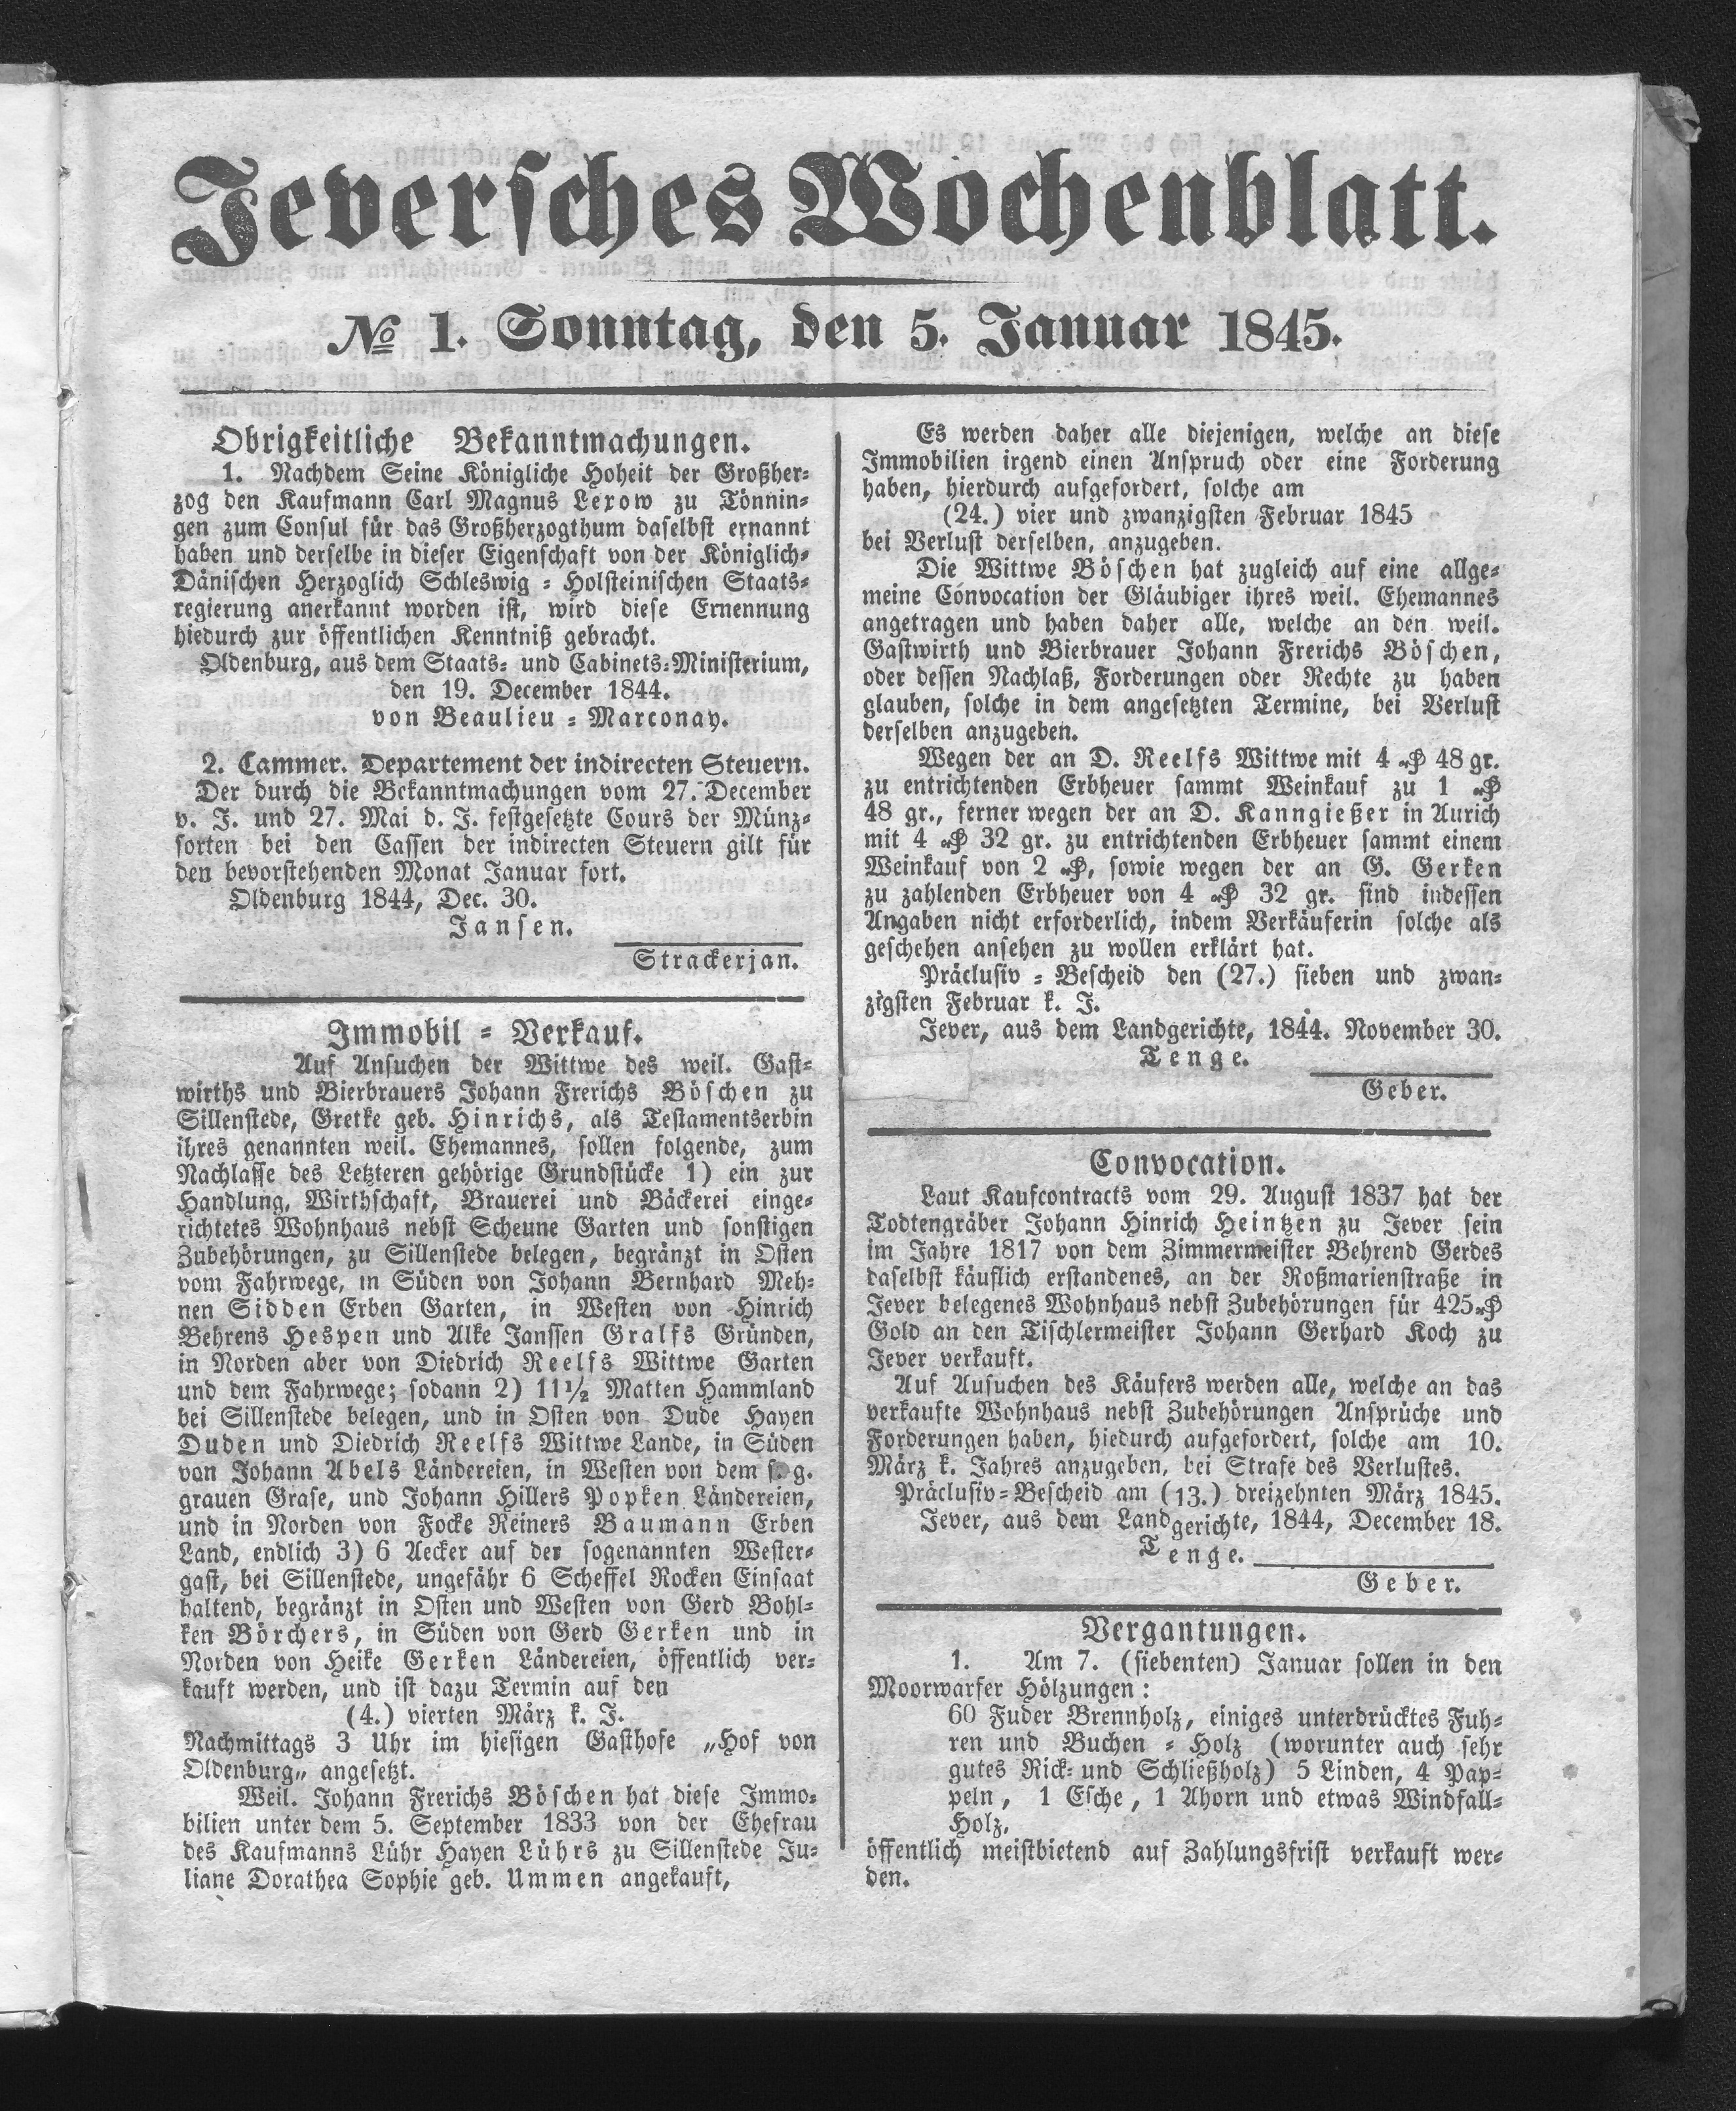 Jeversches Wochenblatt.
№ 1. Sonntag, den 5. Januar 1845.
Obrigkeitliche Bekanntmachungen.
1. Nachdem Seine Königliche Hoheit der Großher-
zog den Kaufmann Carl Magnus Lexow zu Tönnin-
gen zum Consul für das Großherzogthum daselbst ernannt
haben und derselbe in dieser Eigenschaft von der Königlich-
Dänischen Herzoglich Schleswig-Holsteinischen Staats-
regierung anerkannt worden ist, wird diese Ernennung
hiedurch zur öffentlichen Kenntniß gebracht.
Oldenburg, aus dem Staats- und Cabinets-Ministerium,
den 19. December 1844.
von Beaulieu-Marconay.
2. Cammer. Departement der indirecten Steuern.
Der durch die Bekanntmachungen vom 27. December
v. J. und 27. Mai d. J. festgesetzte Cours der Münz-
sorten bei den Cassen der indirecten Steuern gilt für
den bevorstehenden Monat Januar fort.
Oldenburg 1844, Dec. 30.
Jansen.
Strackerjan.
Immobil-Verkauf.
Auf Ansuchen der Wittwe des weil. Gast-
wirths und Bierbrauers Johann Frerichs Böschen zu
Sillenstede, Gretke geb. Hinrichs, als Testamentserbin
ihres genannten weil. Ehemannes, sollen folgende, zum
Nachlasse des Letzteren gehörige Grundstücke 1) ein zur
Handlung, Wirthschaft, Brauerei und Bäckerei einge-
richtetes Wohnhaus nebst Scheune Garten und sonstigen
Zubehörungen, zu Sillenstede belegen, begränzt in Osten
vom Fahrwege, in Süden von Johann Bernhard Meh-
nen Sidden Erben Garten, in Westen von Hinrich
Behrens Hespen und Alke Janssen Gralfs Gründen,
in Norden aber von Diedrich Reelfs Wittwe Garten
und dem Fahrwege; sodann 2) 11½ Matten Hammland
bei Sillenstede belegen, und in Osten von Dude Hayen
Duden und Diedrich Reelfs Wittwe Lande, in Süden
von Johann Abels Ländereien, in Westen von dem s. g.
grauen Grase, und Johann Hillers Popken Ländereien,
und in Norden von Focke Reiners Baumann Erben
Land, endlich 3) 6 Aecker auf der sogenannten Wester-
gast, bei Sillenstede, ungefähr 6 Scheffel Rocken Einsaat
haltend, begränzt in Osten und Westen von Gerd Bohl-
ken Börchers, in Süden von Gerd Gerken und in
Norden von Heike Gerken Ländereien, öffentlich ver-
kauft werden, und ist dazu Termin auf den
(4.) vierten März k. J.
Nachmittags 3 Uhr im hiesigen Gasthofe „Hof von
Oldenburg„ angesetzt.
Weil. Johann Frerichs Böschen hat diese Immo-
bilien unter dem 5. September 1833 von der Ehefrau
des Kaufmanns Lühr Hayen Lührs zu Sillenstede Ju-
liane Dorathea Sophie geb. Ummen angekauft,
Es werden daher alle diejenigen, welche an diese
Immobilien irgend einen Anspruch oder eine Forderung
haben, hierdurch aufgefordert, solche am
(24.) vier und zwanzigsten Februar 1845
bei Verlust derselben, anzugeben.
Die Wittwe Böschen hat zugleich auf eine allge-
meine Convocation der Gläubiger ihres weil. Ehemannes
angetragen und haben daher alle, welche an den weil.
Gastwirth und Bierbrauer Johann Frerichs Böschen,
oder dessen Nachlaß, Forderungen oder Rechte zu haben
glauben, solche in dem angesetzten Termine, bei Verlust
derselben anzugeben.
Wegen der an D. Reelfs Wittwe mit 4 ₰ 48 gr.
zu entrichtenden Erbheuer sammt Weinkauf zu 1 ₰
48 gr., ferner wegen der an D. Kanngießer in Aurich
mit 4 ₰ 32 gr. zu entrichtenden Erbheuer sammt einem
Weinkauf von 2 ₰, sowie wegen der an G. Gerken
zu zahlenden Erbheuer von 4 ₰ 32 gr. sind indessen
Angaben nicht erforderlich, indem Verkäuferin solche als
geschehen ansehen zu wollen erklärt hat.
Präclusiv-Bescheid den (27.) sieben und zwan-
zigsten Februar k. J.
Jever, aus dem Landgerichte, 1844. November 30.
Tenge.
Geber.
Convocation.
Laut Kaufcontracts vom 29. August 1837 hat der
Todtengräber Johann Hinrich Heintzen zu Jever sein
im Jahre 1817 von dem Zimmermeister Behrend Gerdes
daselbst käuflich erstandenes, an der Roßmarienstraße in
Jever belegenes Wohnhaus nebst Zubehörungen für 425 ₰
Gold an den Tischlermeister Johann Gerhard Koch zu
Jever verkauft.
Auf Ausuchen des Käufers werden alle, welche an das
verkaufte Wohnhaus nebst Zubehörungen Ansprüche und
Forderungen haben, hiedurch aufgefordert, solche am 10.
März k. Jahres anzugeben, bei Strafe des Verlustes.
Präclusiv-Bescheid am (13.) dreizehnten März 1845.
Jever, aus dem Landgerichte, 1844, December 18.
Tenge.
Geber.
Vergantungen.
1. Am 7. (siebenten) Januar sollen in den
Moorwarfer Hölzungen:
60 Fuder Brennholz, einiges unterdrücktes Fuh-
ren und Buchen-Holz (worunter auch sehr
gutes Rick- und Schließholz) 5 Linden, 4 Pap-
peln, 1 Esche, 1 Ahorn und etwas Windfall-
Holz,
öffentlich meistbietend auf Zahlungsfrist verkauft wer-
den.